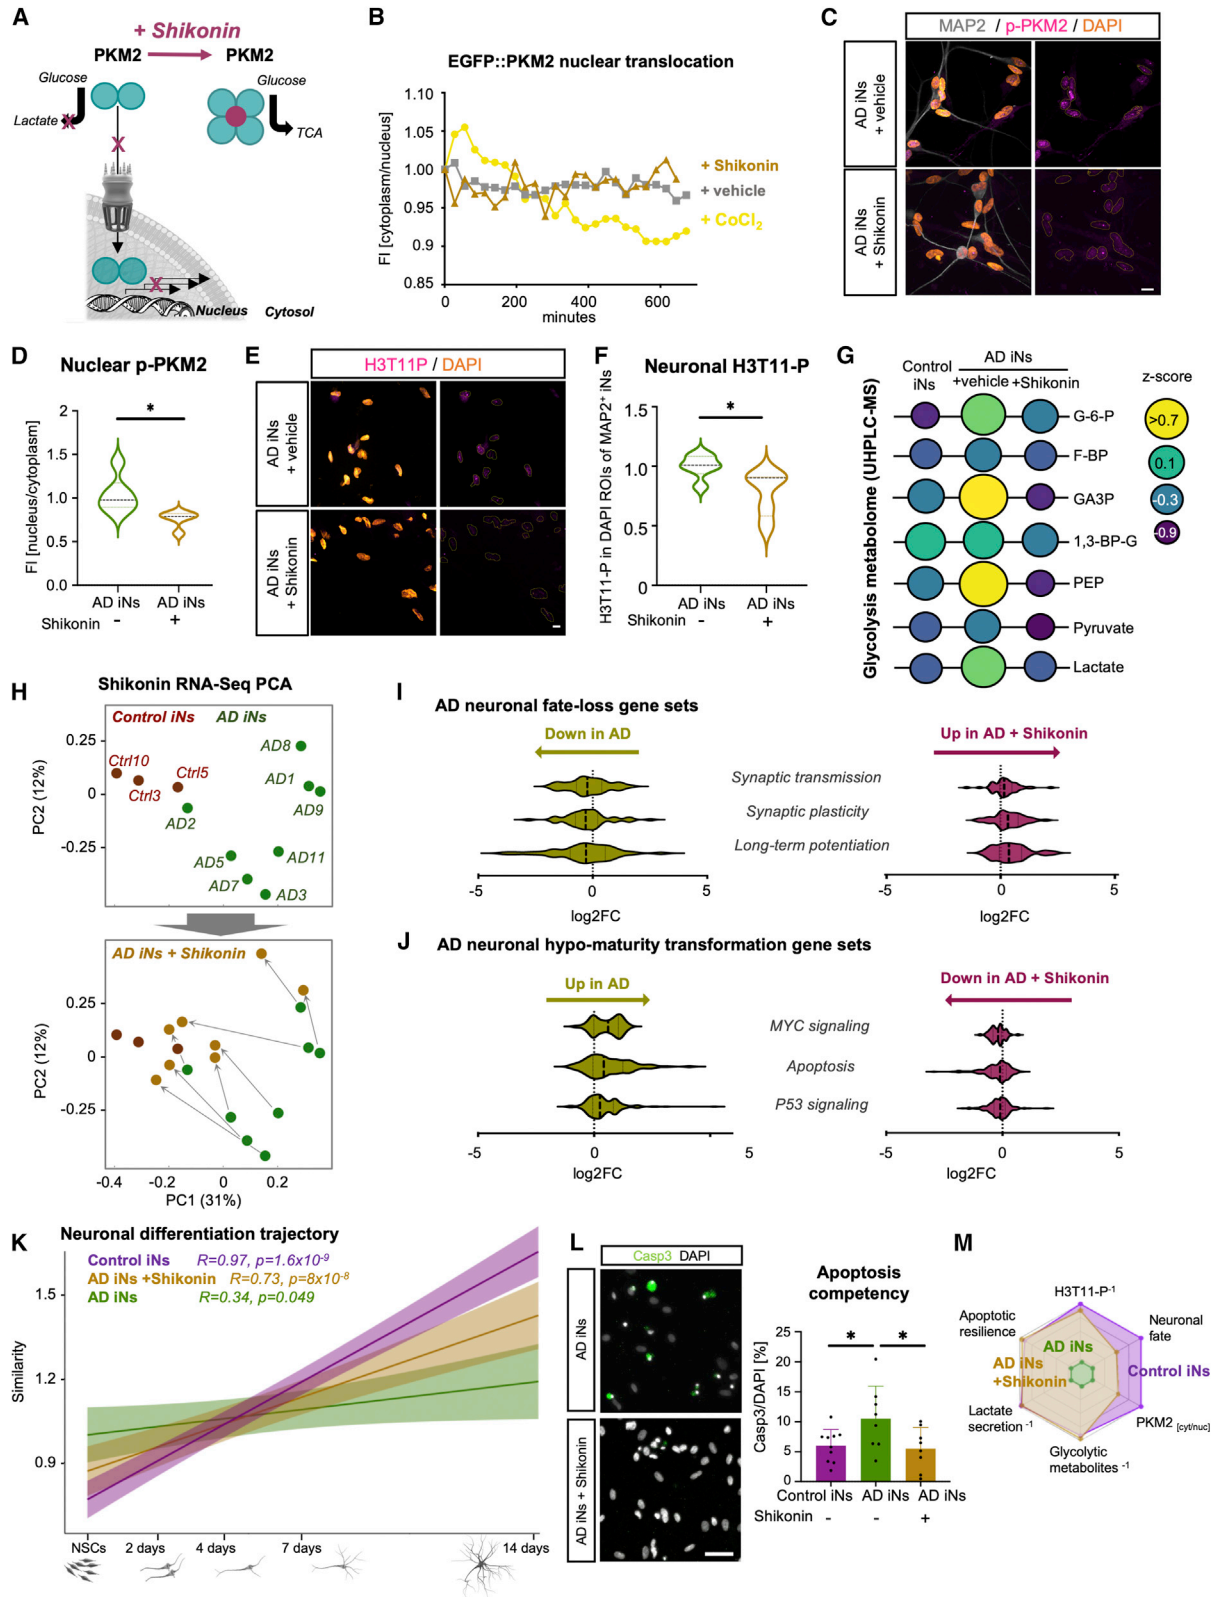 A
+ Shikonin
PKM2
PKM2
Glucose
Glucose
Lactate
X
TCA
X
X
Nucleus
Cytosol
B
EGFP::PKM2 nuclear translocation
FI [cytoplasm/nucleus]
1.10
1.05
1.00
0.95
0.9
0.85
+ Shikonin
+ vehicle
+ CoCl2
0
200
400
600
minutes
C
MAP2 / p-PKM2 / DAPI
AD iNs
+ vehicle
AD iNs
+ Shikonin
D
Nuclear p-PKM2
FI [nucleus/cytoplasm]
2
1.5
1.0
0.5
0.0
*
AD iNs
AD iNs
Shikonin
-
+
E
H3T11P / DAPI
AD iNs
+ vehicle
AD iNs
+ Shikonin
F
Neuronal H3T11-P
H3T11-P in DAPI ROIs of MAP2+ iNs
1.5
1.0
0.5
0
*
AD iNs
AD iNs
Shikonin
-
+
G
Glycolysis metabolome (UHPLC-MS)
Control
iNs
AD iNs
+vehicle
+Shikonin
z-score
G-6-P
F-BP
GA3P
1,3-BP-G
PEP
Pyruvate
Lactate
>0.7
0.1
-0.3
-0.9
H
Shikonin RNA-Seq PCA
Control iNs
AD iNs
PC2 (12%)
0.25
0
-0.25
Ctrl10
Ctrl3
Ctrl5
AD8
AD1
AD9
AD2
AD5
AD11
AD7
AD3
AD iNs + Shikonin
PC2 (12%)
0.25
0
-0.25
-0.4
-0.2
0
0.2
PC1 (31%)
I
AD neuronal fate-loss gene sets
Down in AD
Up in AD + Shikonin
Synaptic transmission
Synaptic plasticity
Long-term potentiation
-5
0
5
log2FC
-5
0
5
log2FC
J
AD neuronal hypo-maturity transformation gene sets
Up in AD
Down in AD + Shikonin
MYC signaling
Apoptosis
P53 signaling
-5
0
5
log2FC
-5
0
5
log2FC
K
Neuronal differentiation trajectory
Control iNs R=0.97, p=1.6x10-9
AD iNs +Shikonin R=0.73, p=8x10-8
AD iNs R=0.34, p=0.049
Similarity
1.5
1.2
0.9
NSCs
2 days
4 days
7 days
14 days
L
Casp3 DAPI
AD iNs
AD iNs + Shikonin
Apoptosis
competency
Casp3/DAPI [%]
25
20
15
10
5
0
*
*
Control iNs
AD iNs
AD iNs
Shikonin
-
-
+
M
H3T11-P-1
Apoptotic
resilience
Neuronal
fate
AD iNs
AD iNs
+Shikonin
Control iNs
Lactate
secretion -1
PKM2 [cyt/nuc]
Glycolytic
metabolites -1